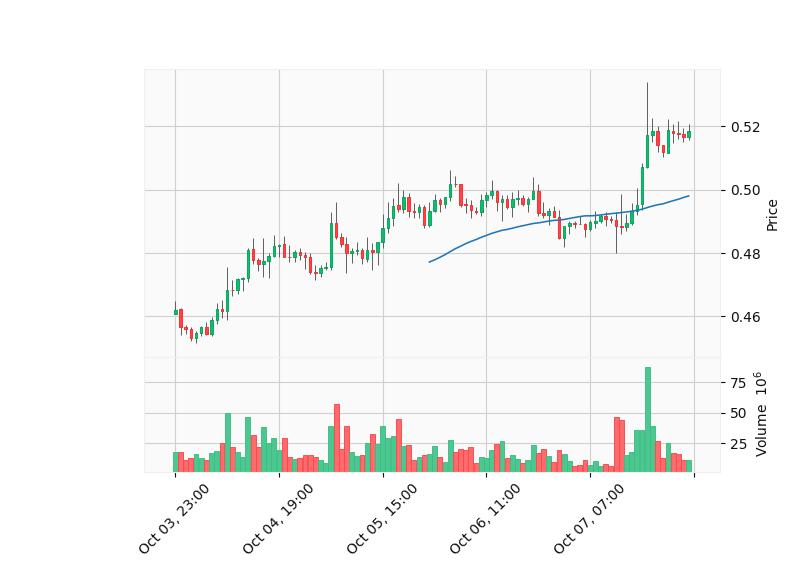 0.52
0.50
0.48
0.46
Price
75
50
25
Volume 10^6
Oct 03, 23:00
Oct 04, 19:00
Oct 05, 15:00
Oct 06, 11:00
Oct 07, 07:00